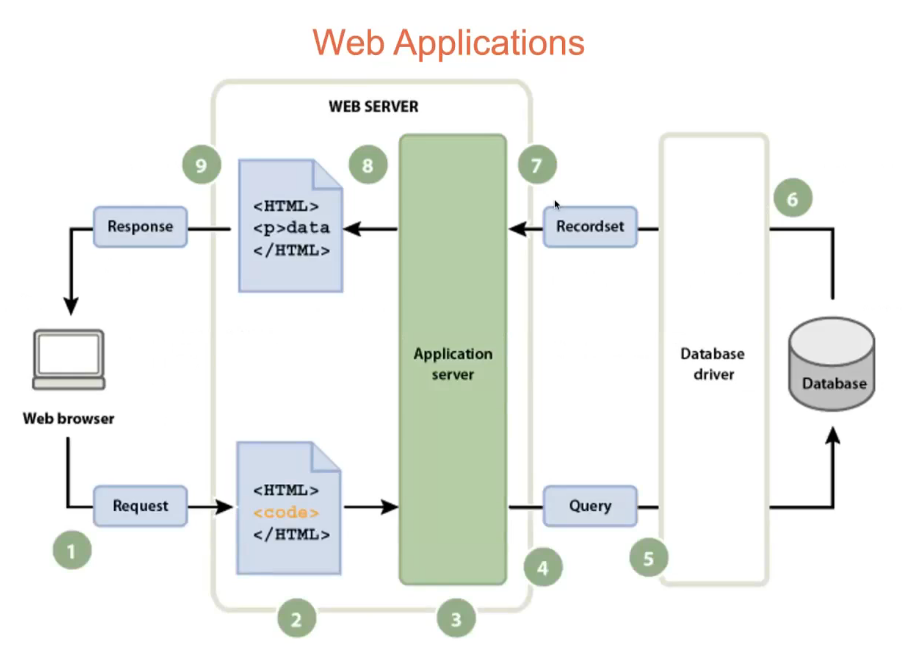 Web Applications
WEB SERVER
9
8
7
6
<HTML>
<p>data
</HTML>
Response
Recordset
Application
server
Database
driver
Database
Web browser
<HTML>
<code>
</HTML>
Request
Query
1
2
3
4
5